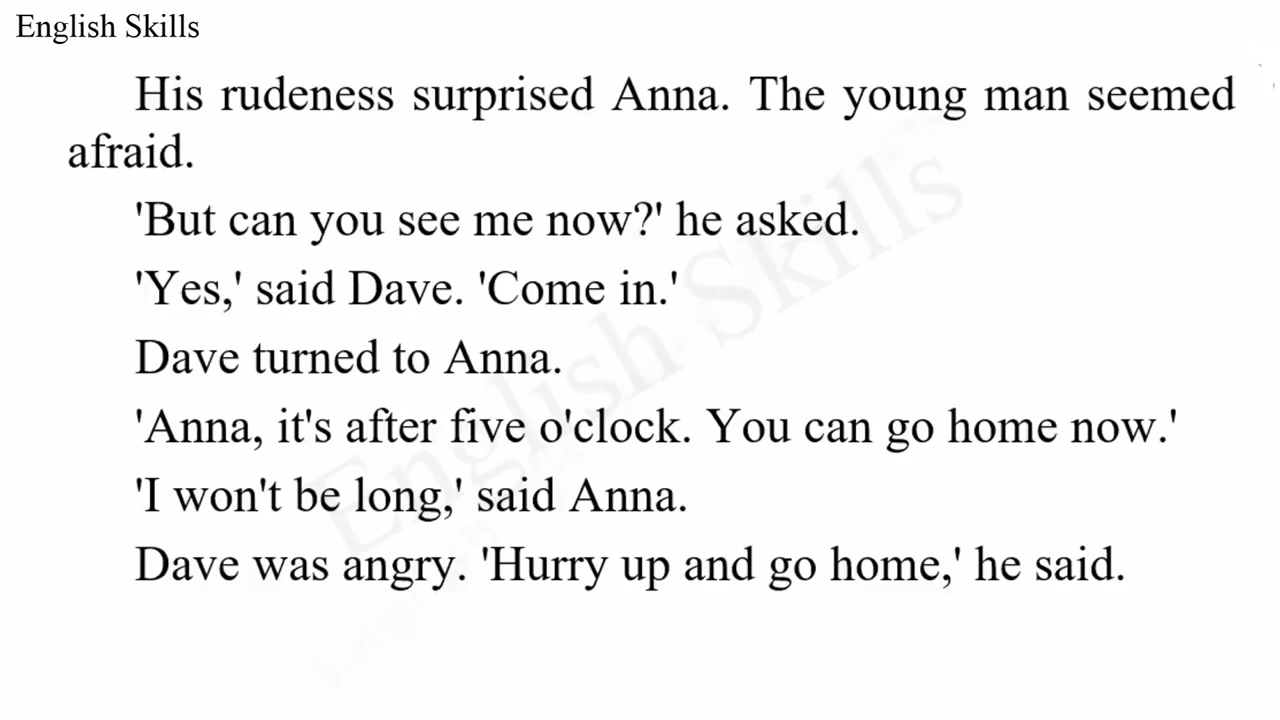 English Skills
His rudeness surprised Anna. The young man seemed
afraid.
'But can you see me now?' he asked.
'Yes,' said Dave. 'Come in.'
Dave turned to Anna.
'Anna, it's after five o'clock. You can go home now.'
'I won't be long,' said Anna.
Dave was angry. 'Hurry up and go home,' he said.
English Skills